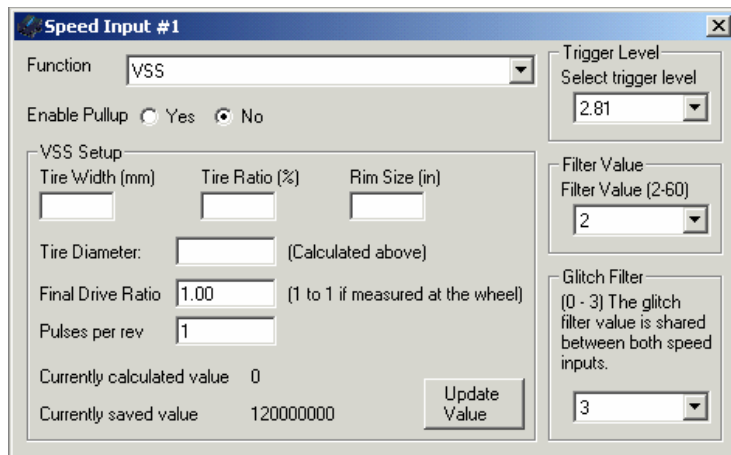 Speed Input #1
Function VSS
Enable Pullup Yes No
VSS Setup
Tire Width (mm) Tire Ratio (%) Rim Size (in)
Tire Diameter: (Calculated above)
Final Drive Ratio 1.00 (1 to 1 if measured at the wheel)
Pulses per rev 1
Currently calculated value 0
Currently saved value 120000000
Update
Value
Trigger Level
Select trigger level
2.81
Filter Value
Filter Value (2-60)
2
Glitch Filter
(0 - 3) The glitch
filter value is shared
between both speed
inputs.
3